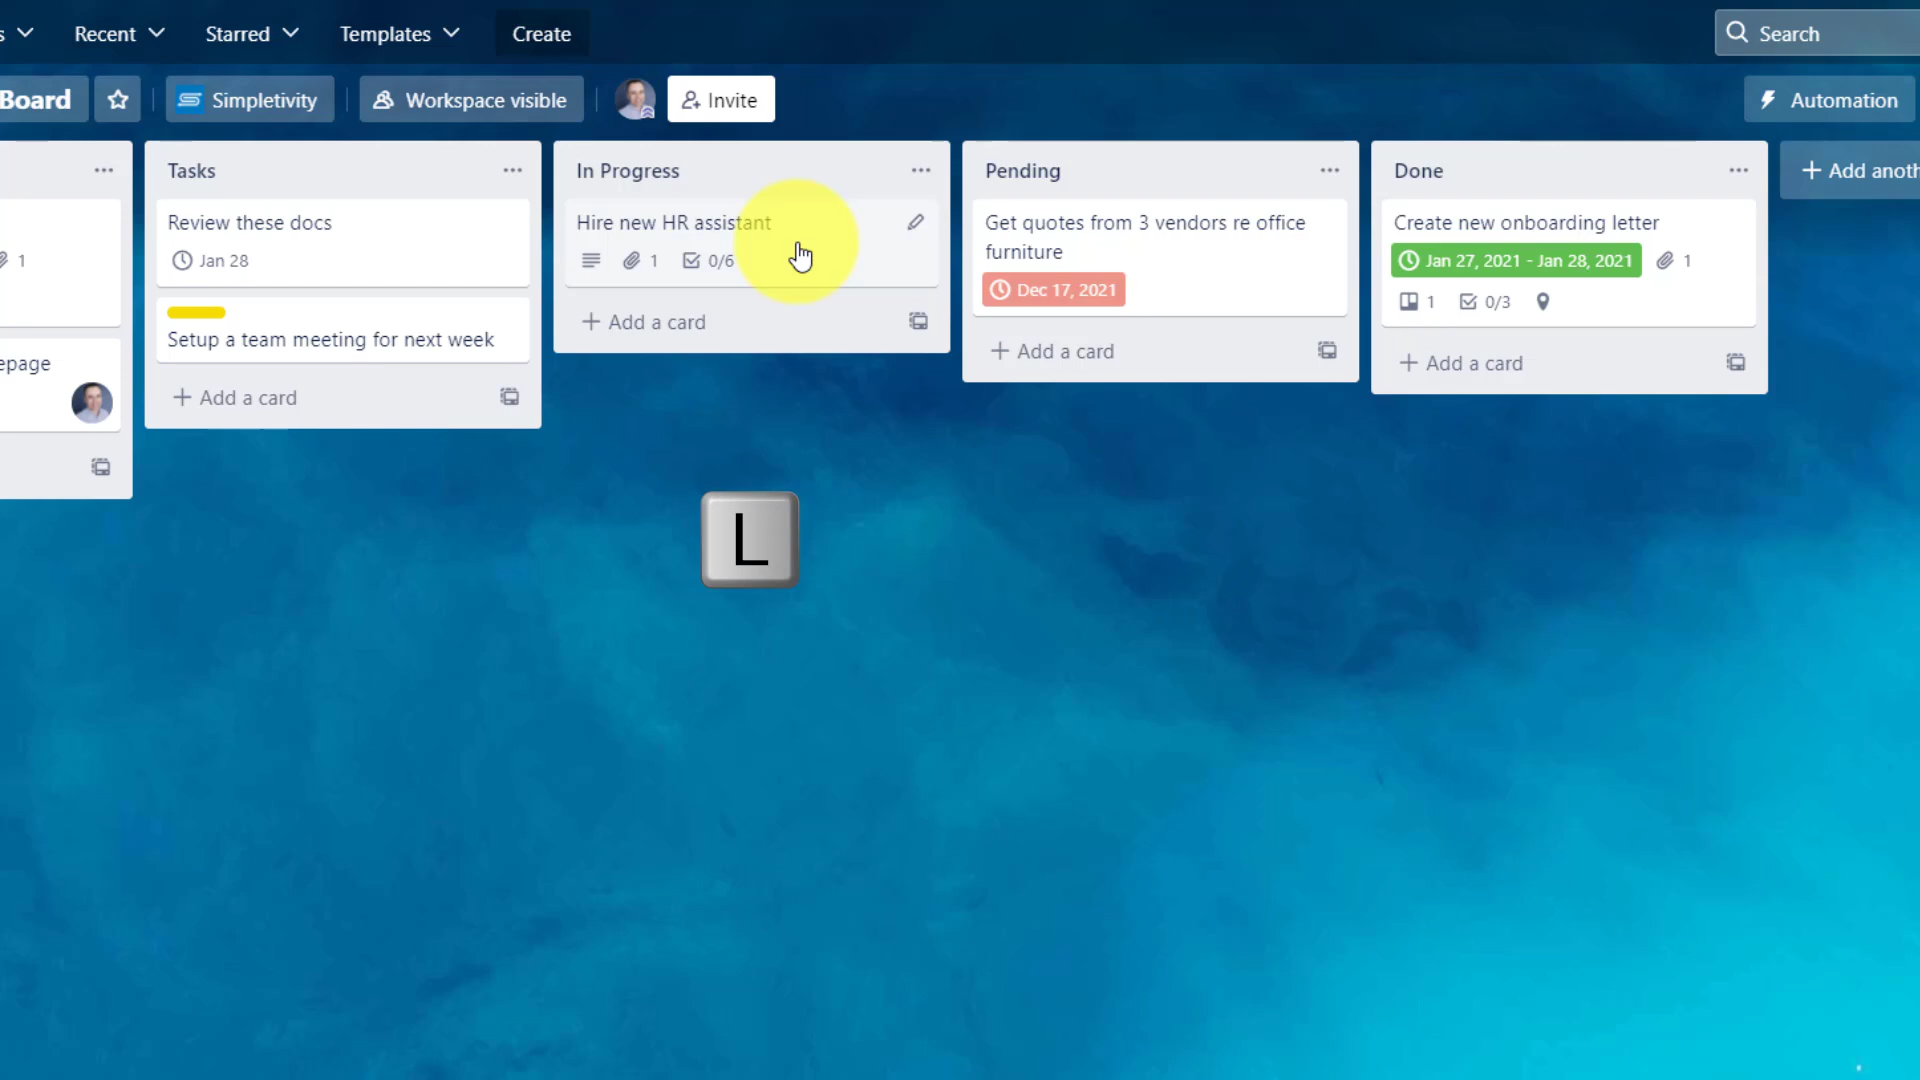 s Recent Starred Templates Create Search
Board Simpletivity Workspace visible Invite Automation
Tasks
Review these docs
Jan 28
Setup a team meeting for next week
Add a card
In Progress
Hire new HR assistant
1 0/6
Add a card
Pending
Get quotes from 3 vendors re office
furniture
Dec 17, 2021
Add a card
Done
Create new onboarding letter
Jan 27, 2021 - Jan 28, 2021 1
1 0/3
Add a card
Add anoth
1
epage
L